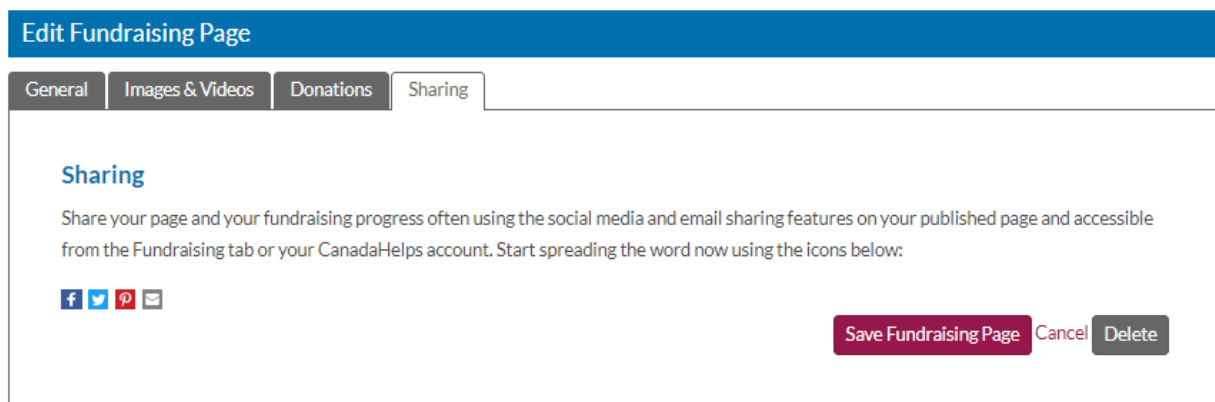 Edit Fundraising Page
General Images & Videos Donations Sharing
Sharing
Share your page and your fundraising progress often using the social media and email sharing features on your published page and accessible
from the Fundraising tab or your CanadaHelps account. Start spreading the word now using the icons below:
Save Fundraising Page Cancel Delete